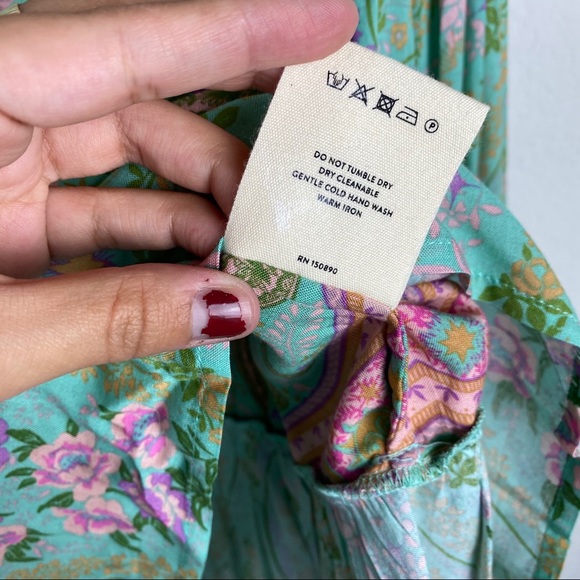 DO NOT TUMBLE DRY
DRY CLEANABLE
GENTLE COLD HAND WASH
WARM IRON
RN 150890